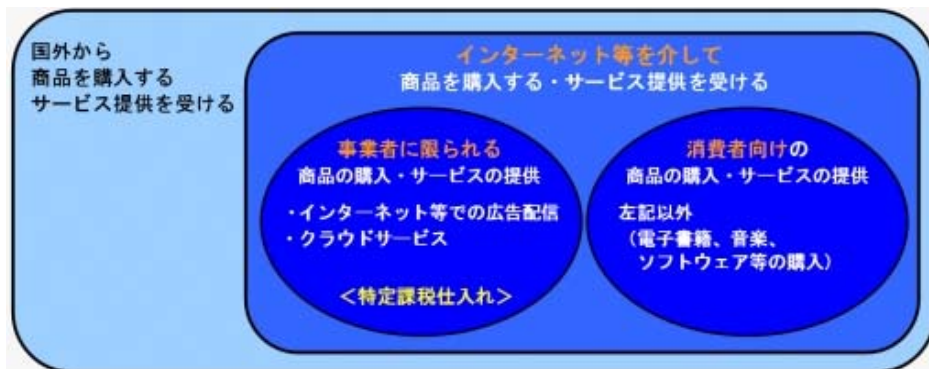 国外から
商品を購入する
サービス提供を受ける
インターネット等を介して
商品を購入する・サービス提供を受ける
事業者に限られる
商品の購入・サービスの提供
・インターネット等での広告配信
・クラウドサービス
＜特定課税仕入れ＞
消費者向けの
商品の購入・サービスの提供
左記以外
（電子書籍、音楽、
ソフトウェア等の購入）